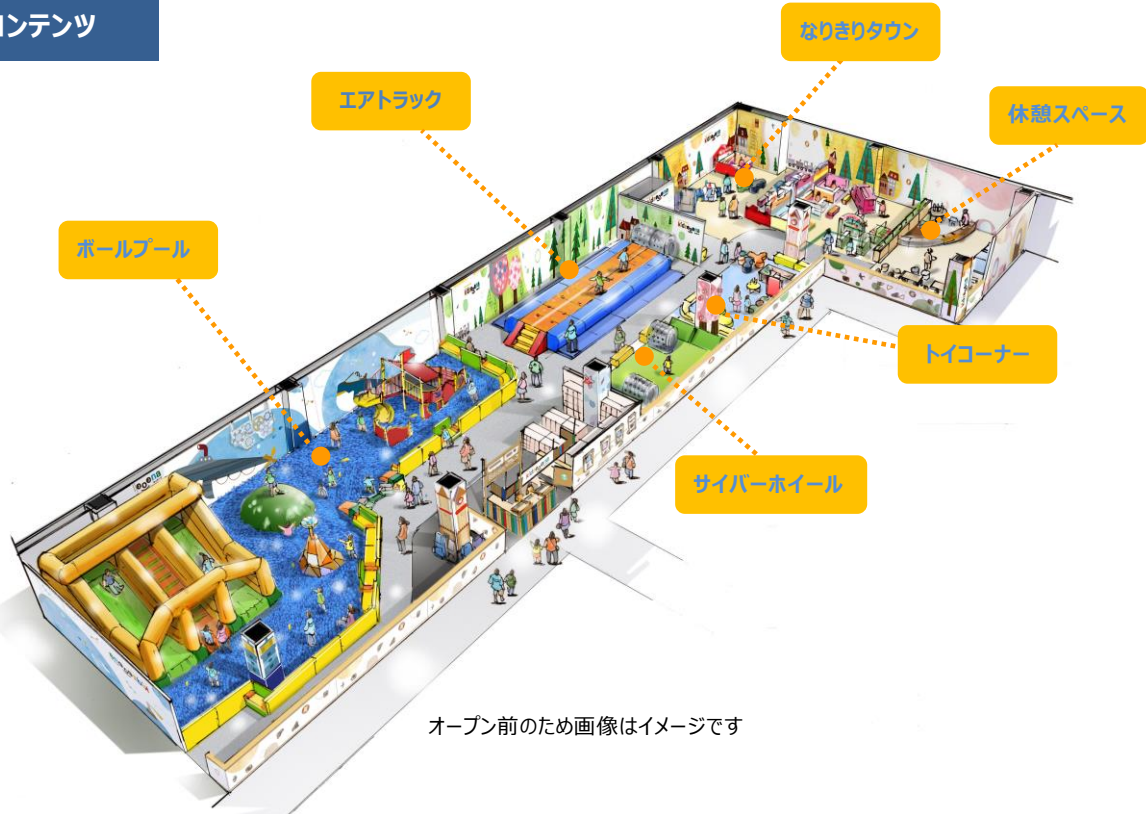 コンテンツ
なりきりタウン
エアトラック
休憩スペース
ボールプール
トイコーナー
サイバーホイール
オープン前のため画像はイメージです